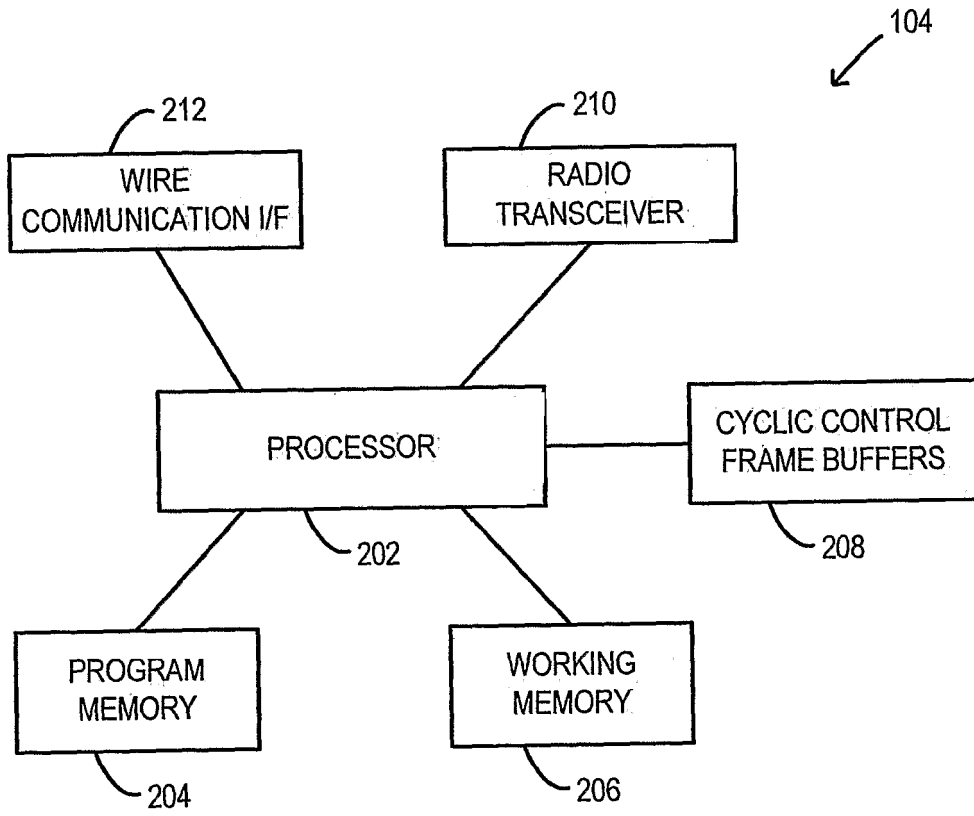 104
212
210
WIRE
COMMUNICATION I/F
RADIO
TRANSCEIVER
PROCESSOR
CYCLIC CONTROL
FRAME BUFFERS
202
208
PROGRAM
MEMORY
WORKING
MEMORY
204
206